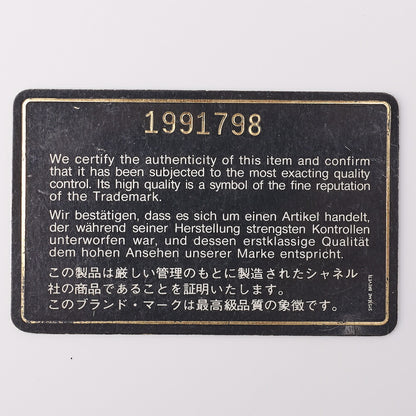 1991798
We certify the authenticity of this item and confirm
that it has been subjected to the most exacting quality
control. Its high quality is a symbol of the fine reputation
of the Trademark.
Wir bestätigen, dass es sich um einen Artikel handelt,
der während seiner Herstellung strengsten Kontrollen
unterworfen war, und dessen erstklassige Qualität
dem hohen Ansehen unserer Marke entspricht.
この製品は厳しい管理のもとに製造されたシャネル
社の商品であることを証明いたします。
このブランド・マークは最高級品質の象徴です。